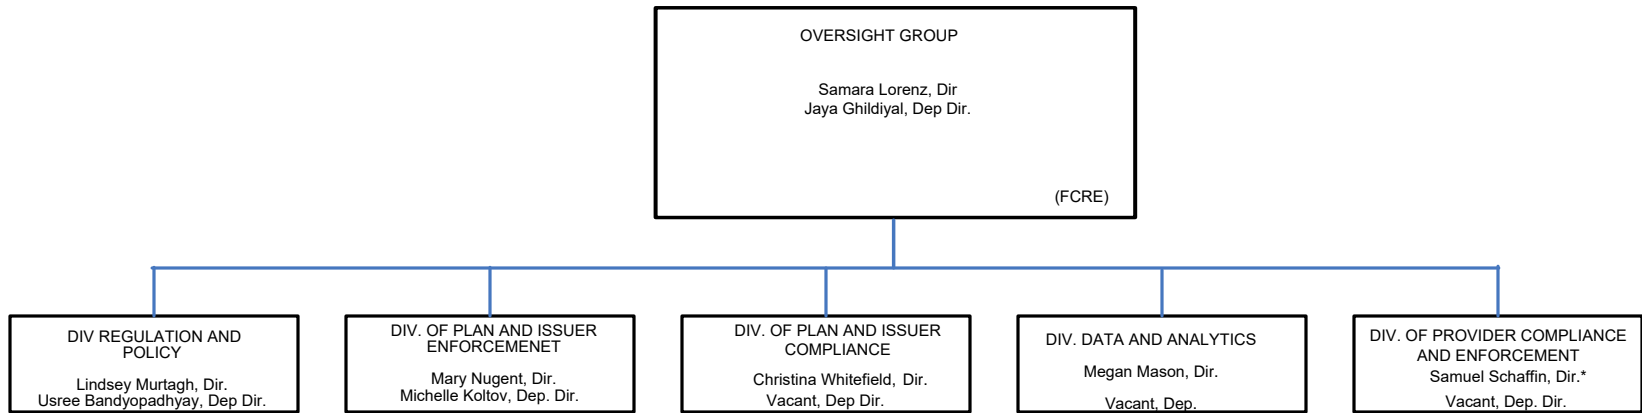 OVERSIGHT GROUP
Samara Lorenz, Dir
Jaya Ghildiyal, Dep Dir.
(FCRE)
DIV REGULATION AND
POLICY
Lindsey Murtagh, Dir.
Usree Bandyopadhyay, Dep Dir.
DIV. OF PLAN AND ISSUER
ENFORCEMENET
Mary Nugent, Dir.
Michelle Koltov, Dep. Dir.
DIV. OF PLAN AND ISSUER
COMPLIANCE
Christina Whitefield, Dir.
Vacant, Dep Dir.
DIV. DATA AND ANALYTICS
Megan Mason, Dir.
Vacant, Dep.
DIV. OF PROVIDER COMPLIANCE
AND ENFORCEMENT
Samuel Schaffin, Dir.*
Vacant, Dep. Dir.